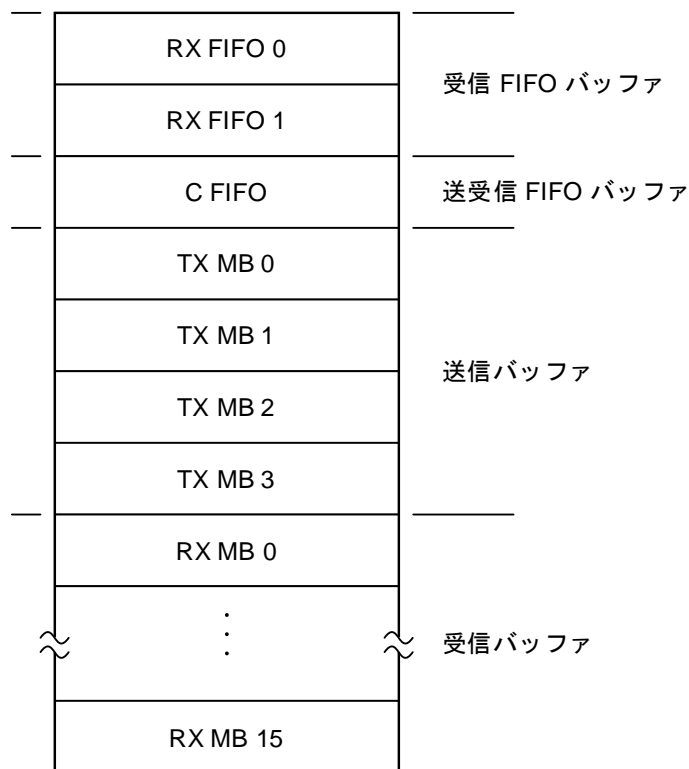 RX FIFO 0
受信 FIFO バッファ
RX FIFO 1
C FIFO
送受信 FIFO バッファ
TX MB 0
TX MB 1
送信バッファ
TX MB 2
TX MB 3
RX MB 0
受信バッファ
RX MB 15